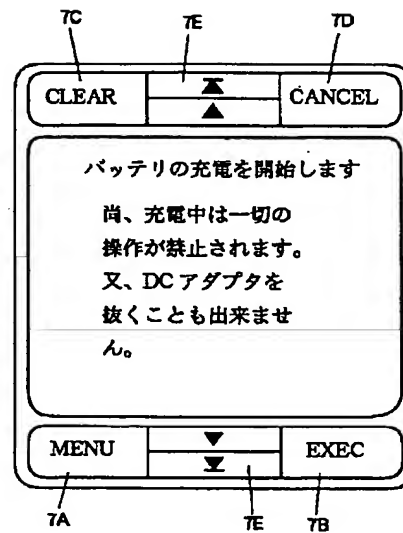 7C 7E 7D
CLEAR CANCEL
バッテリの充電を開始します
尚、充電中は一切の
操作が禁止されます。
又、DCアダプタを
抜くことも出来ませ
ん。
MENU EXEC
7A 7E 7B